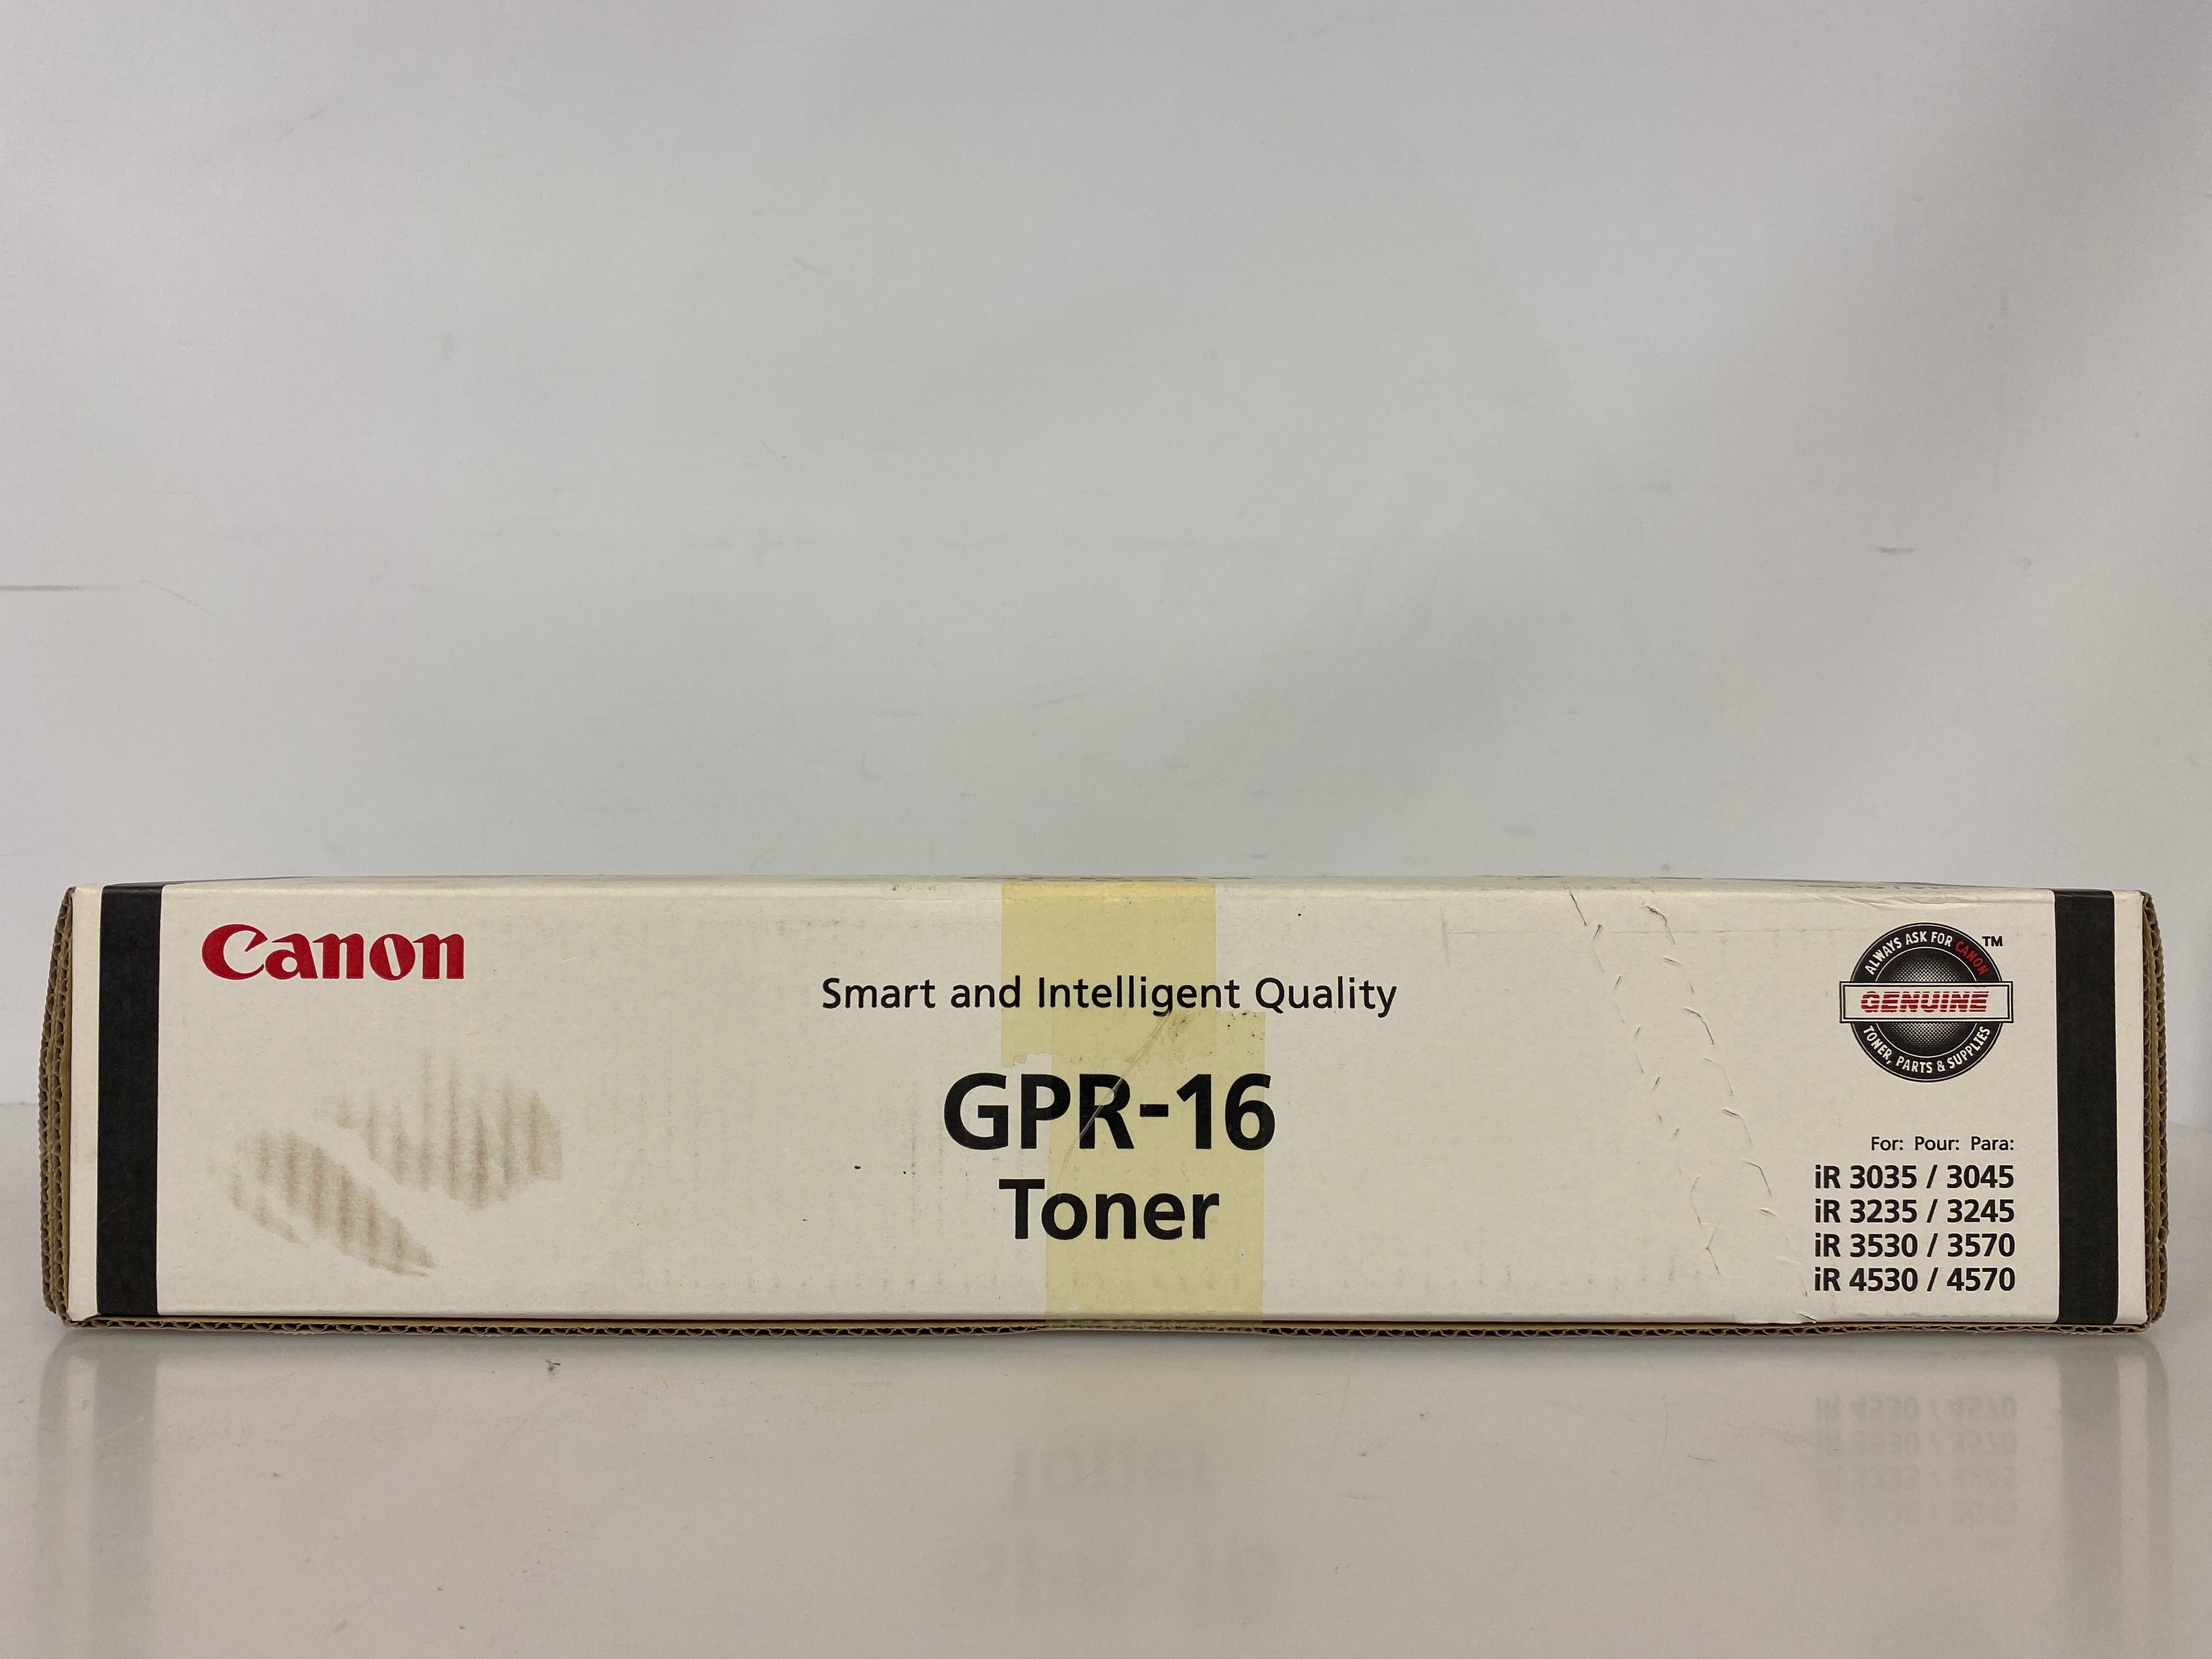 Canon
Smart and Intelligent Quality
GPR-16
Toner
ALWAYS ASK FOR CANON
TM
GENUINE
TONER, PARTS & SUPPLIES
For: Pour: Para:
iR 3035 / 3045
iR 3235 / 3245
iR 3530 / 3570
iR 4530 / 4570